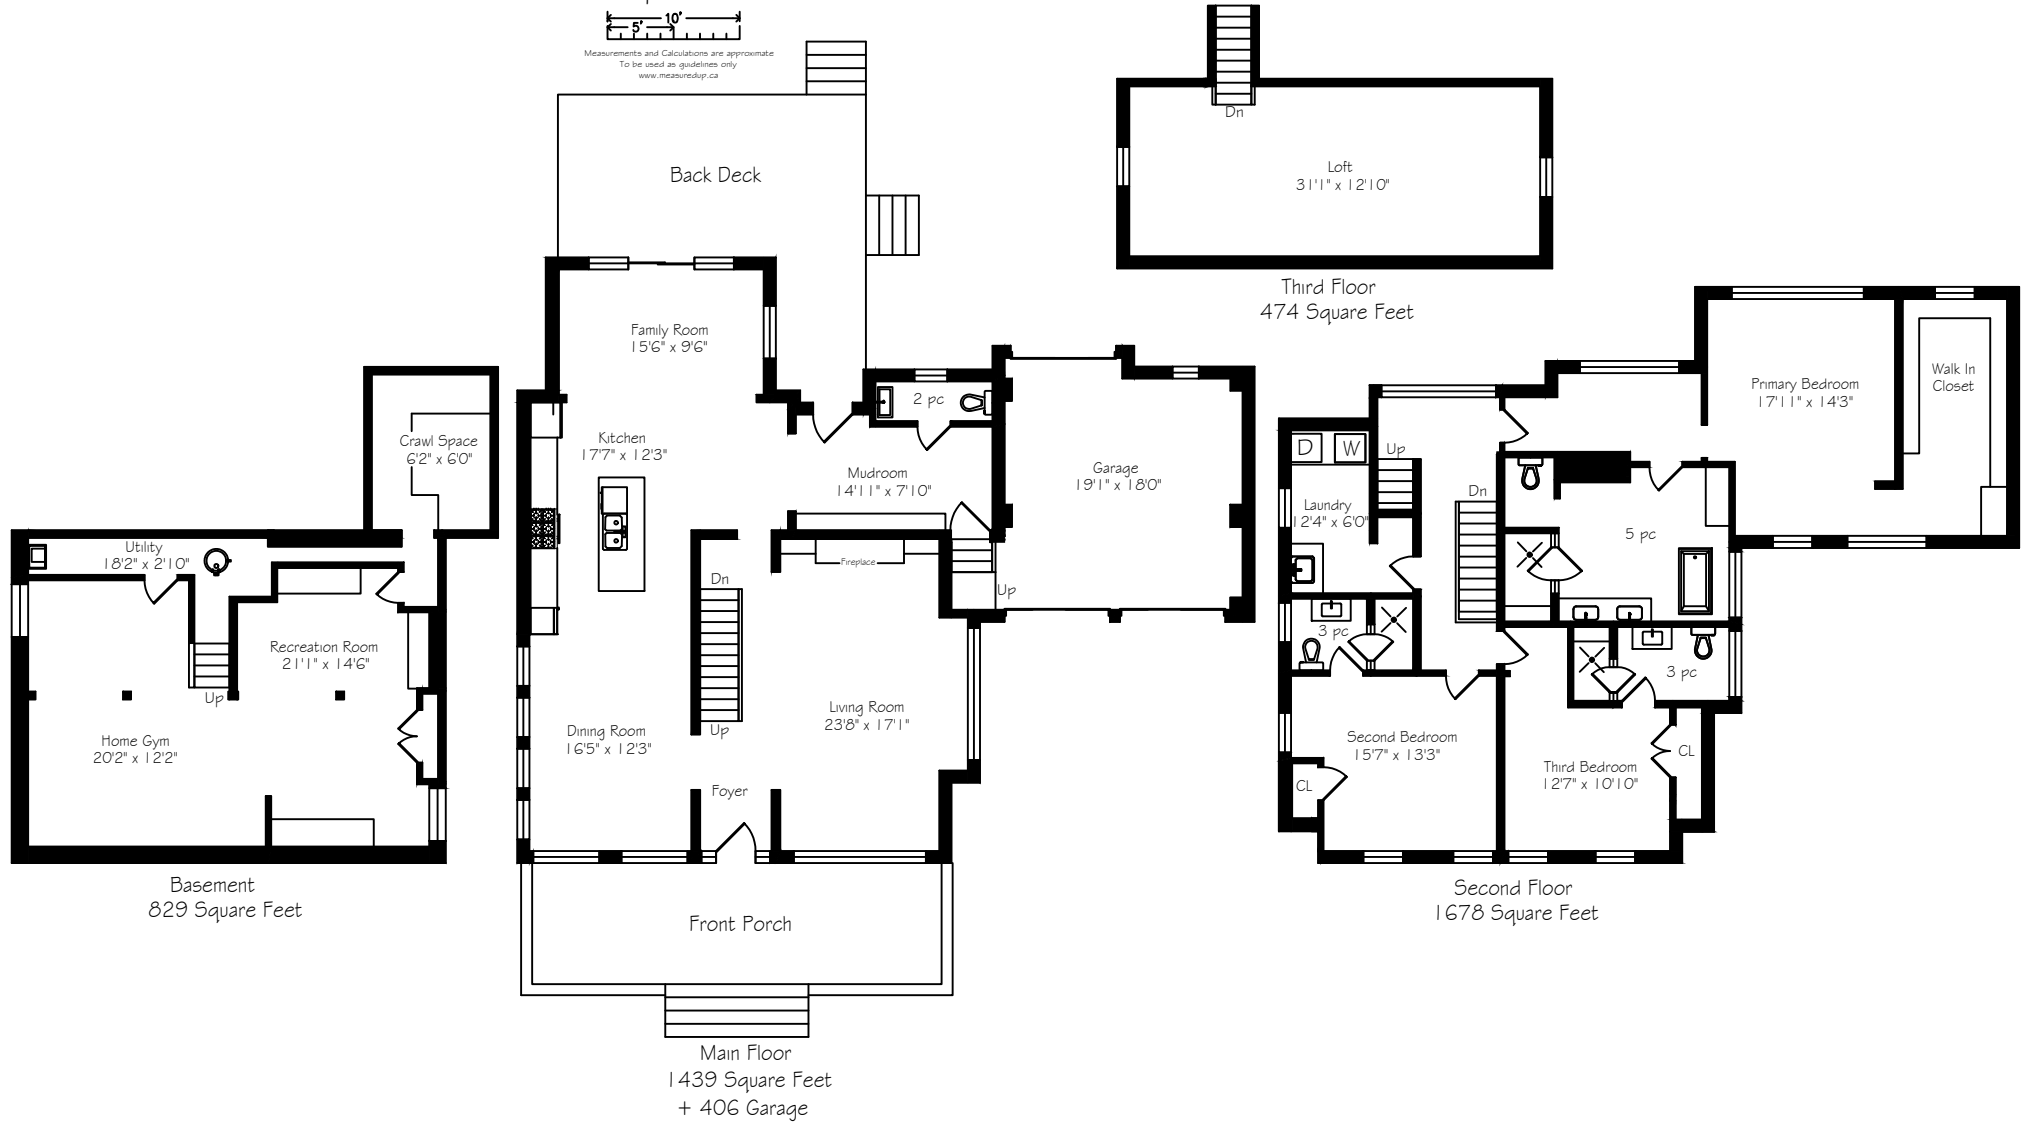 10'
5'
Measurements and Calculations are approximate
To be used as guidelines only
www.measuredup.ca
Crawl Space
6'2" x 6'0"
Utility
18'2" x 2'10"
Recreation Room
21'1" x 14'6"
Up
Home Gym
20'2" x 12'2"
Basement
829 Square Feet
Back Deck
Family Room
15'6" x 9'6"
2 pc
Kitchen
17'7" x 12'3"
Mudroom
14'11" x 7'10"
Garage
19'1" x 18'0"
Fireplace
Dn
Up
Up
Living Room
23'8" x 17'1"
Dining Room
16'5" x 12'3"
Foyer
Front Porch
Main Floor
1439 Square Feet
+ 406 Garage
Dn
Loft
31'1" x 12'10"
Third Floor
474 Square Feet
Primary Bedroom
17'11" x 14'3"
Walk In
Closet
D
W
Up
Dn
Laundry
12'4" x 6'0"
5 pc
3 pc
3 pc
Second Bedroom
15'7" x 13'3"
CL
Third Bedroom
12'7" x 10'10"
CL
Second Floor
1678 Square Feet